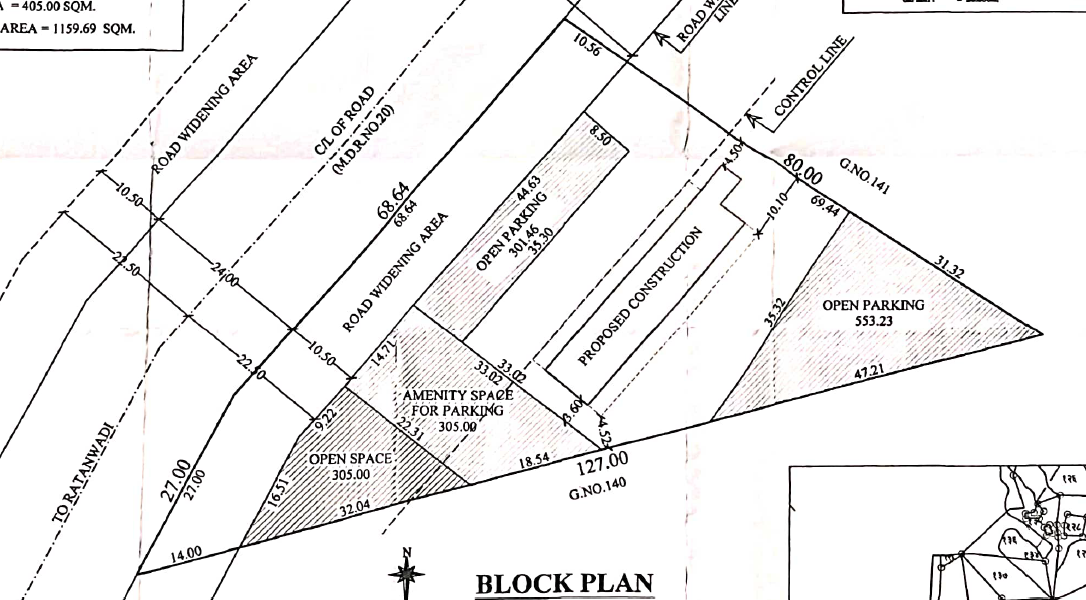 A = 405.00 SQM.
AREA = 1159.69 SQM.
ROAD WIDENING AREA
C/L OF ROAD
(M.D.R.NO.20)
10.56
ROAD W
LINE
CONTROL LINE
8.50
4.50
80.00
G.NO.141
69.44
10.10
31.32
10.50
22.50
24.00
68.64
68.64
44.63
OPEN PARKING
301.46
35.30
ROAD WIDENING AREA
PROPOSED CONSTRUCTION
35.32
OPEN PARKING
553.23
47.21
10.50
22.50
14.71
33.02
33.02
AMENITY SPACE
FOR PARKING
305.00
3.60
4.52
9.22
22.31
OPEN SPACE
305.00
18.54
127.00
G.NO.140
16.51
32.04
27.00
27.00
TO RATANWADI
14.00
N
BLOCK PLAN